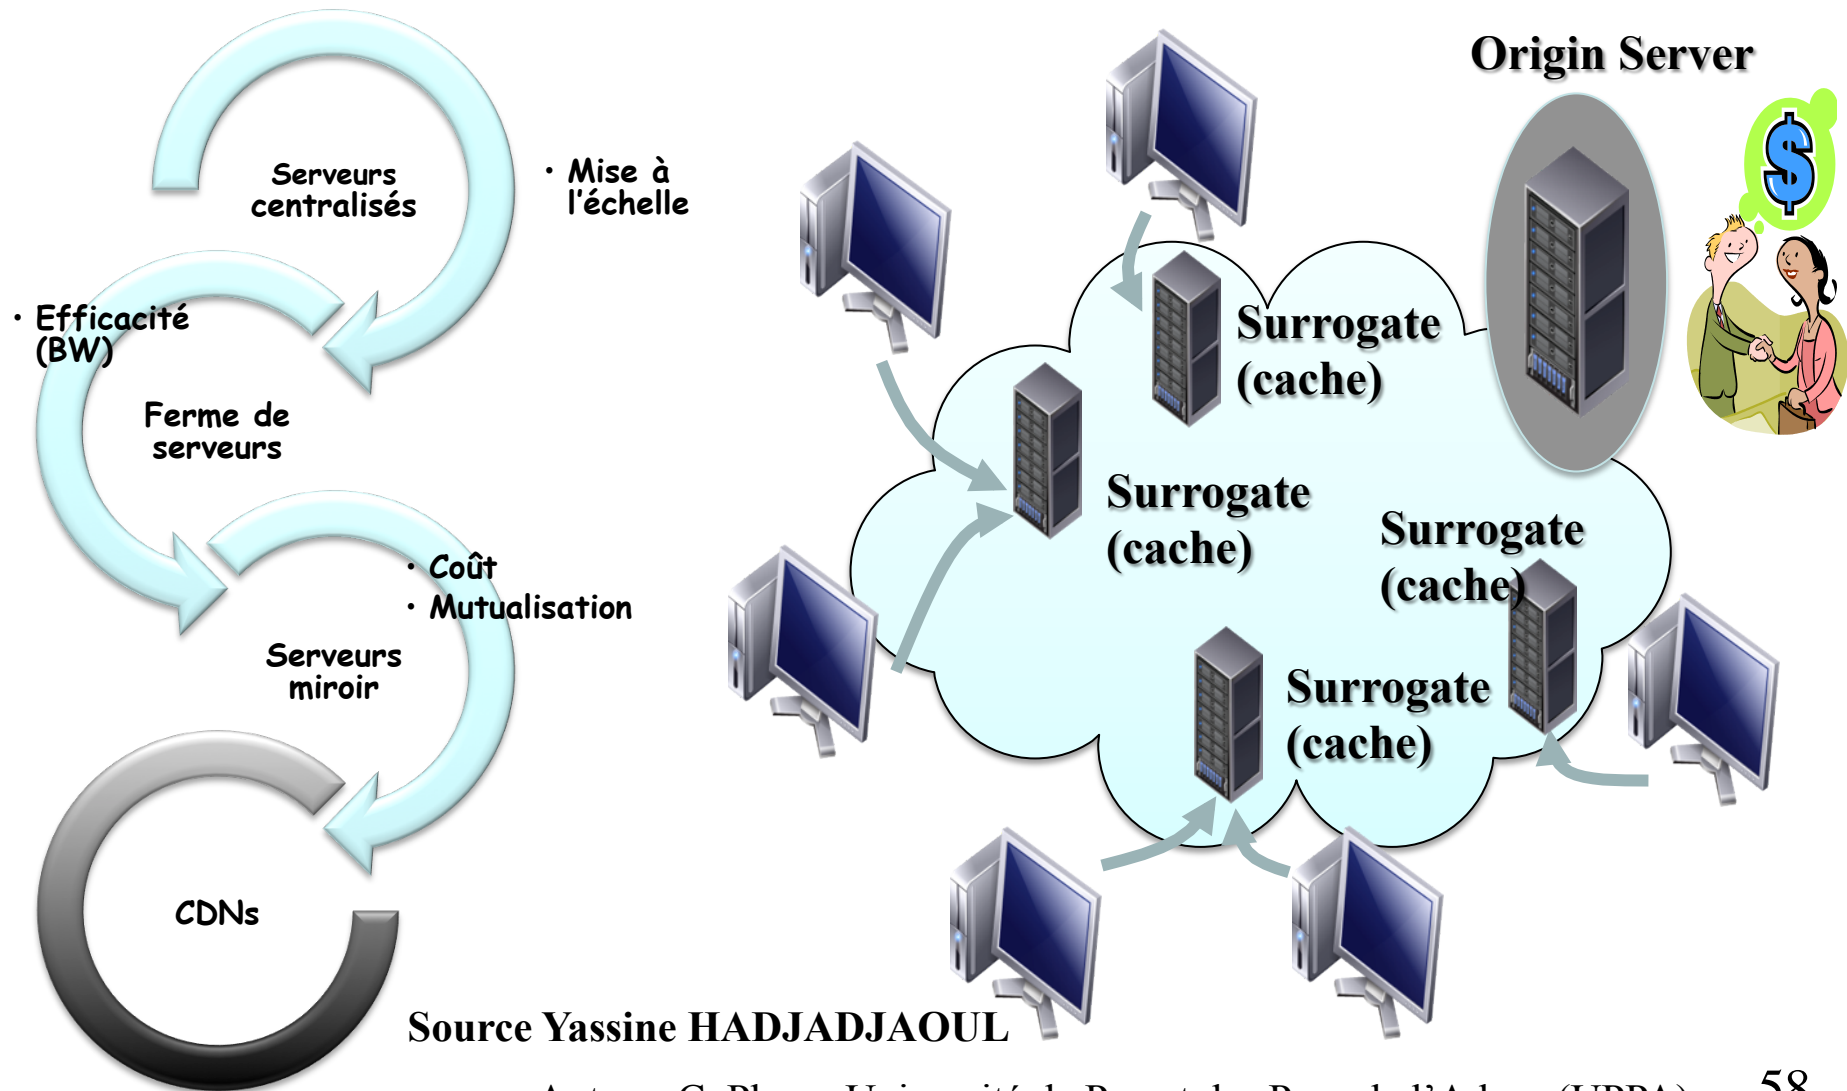 Serveurs
centralisés
• Mise à
l'échelle
• Efficacité
(BW)
Ferme de
serveurs
• Coût
• Mutualisation
Serveurs
miroir
CDNs
Origin Server
$
Surrogate
(cache)
Surrogate
(cache)
Surrogate
(cache)
Surrogate
(cache)
Source Yassine HADJADJAOUL
58